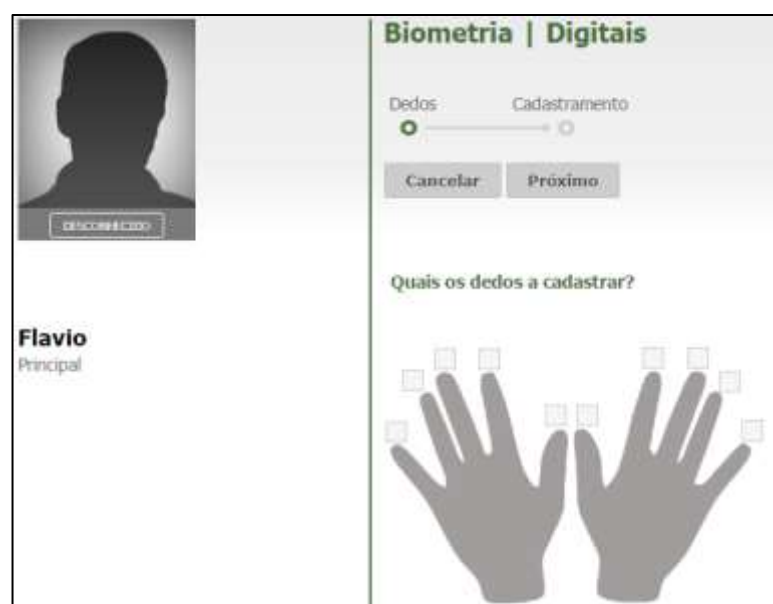 DESCONHECIDO
Flavio
Principal
Biometria | Digitais
Dedos
Cadastramento
Cancelar
Próximo
Quais os dedos a cadastrar?